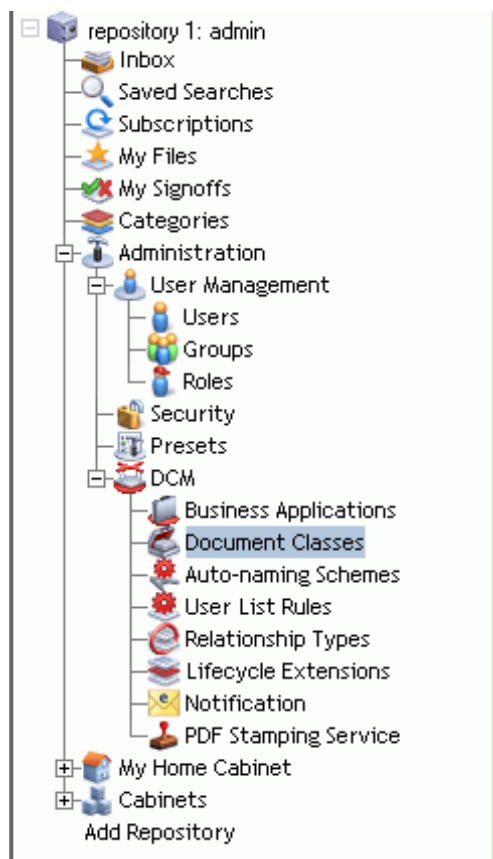 repository 1: admin
Inbox
Saved Searches
Subscriptions
My Files
My Signoffs
Categories
Administration
User Management
Users
Groups
Roles
Security
Presets
DCM
Business Applications
Document Classes
Auto-naming Schemes
User List Rules
Relationship Types
Lifecycle Extensions
Notification
PDF Stamping Service
My Home Cabinet
Cabinets
Add Repository